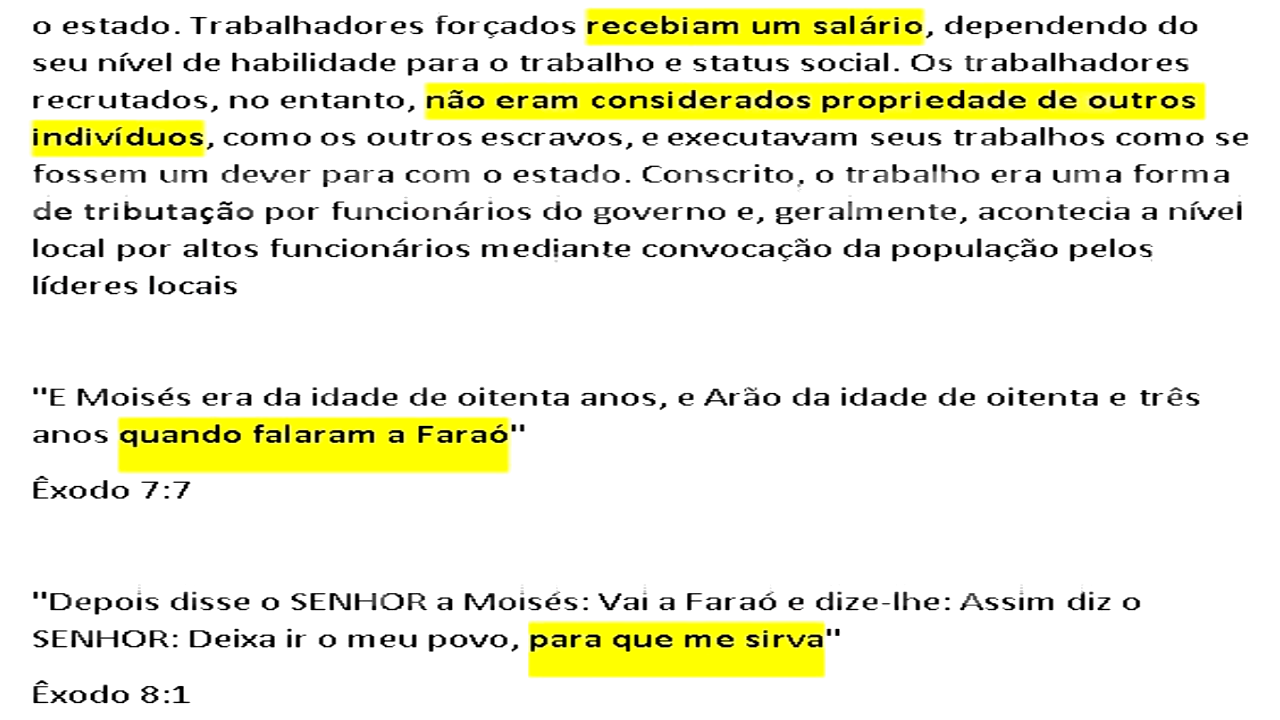 o estado. Trabalhadores forçados recebiam um salário, dependendo do
seu nível de habilidade para o trabalho e status social. Os trabalhadores
recrutados, no entanto, não eram considerados propriedade de outros
indivíduos, como os outros escravos, e executavam seus trabalhos como se
fossem um dever para com o estado. Conscrito, o trabalho era uma forma
de tributação por funcionários do governo e, geralmente, acontecia a nível
local por altos funcionários mediante convocação da população pelos
líderes locais
"E Moisés era da idade de oitenta anos, e Arão da idade de oitenta e três
anos quando falaram a Faraó"
Êxodo 7:7
"Depois disse o SENHOR a Moisés: Vai a Faraó e dize-lhe: Assim diz o
SENHOR: Deixa ir o meu povo, para que me sirva"
Êxodo 8:1